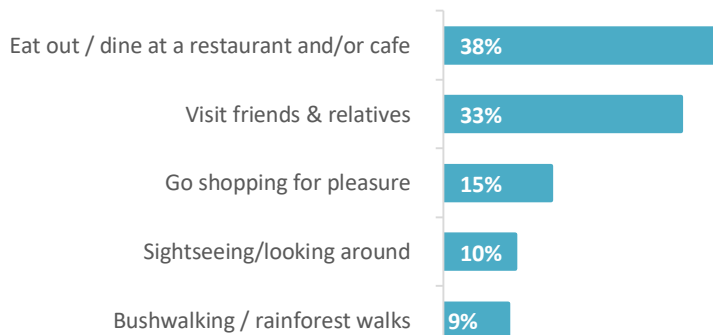 Eat out / dine at a restaurant and/or cafe 38%
Visit friends & relatives 33%
Go shopping for pleasure 15%
Sightseeing/looking around 10%
Bushwalking / rainforest walks 9%